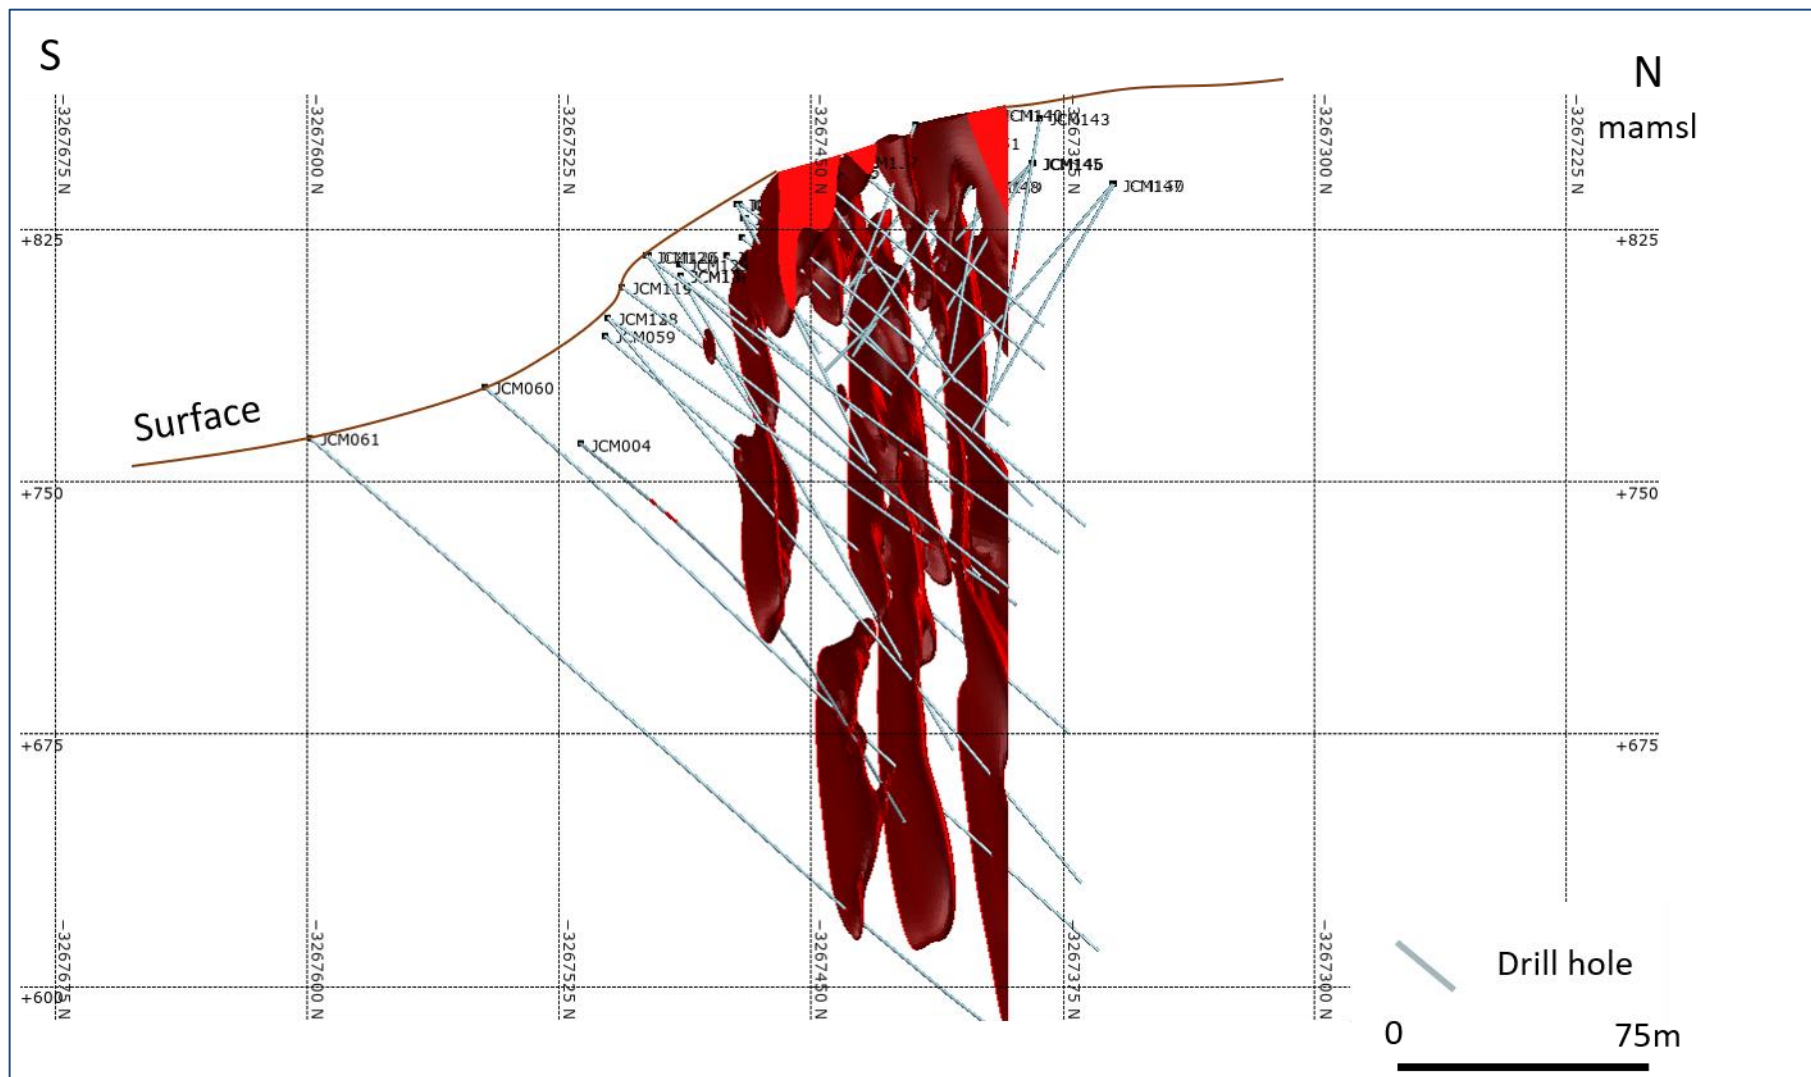 S
N
mamsl
-3267675 N
-3267600 N
-3267525 N
-3267450 N
-3267375 N
-3267300 N
-3267225 N
JCM143
JCM147
+825
+825
JCM119
JCM128
JCM059
JCM060
Surface
JCM061
JCM004
+750
+750
+675
+675
-3267675 N
-3267600 N
-3267525 N
-3267450 N
-3267375 N
-3267300 N
+600
Drill hole
0
75m